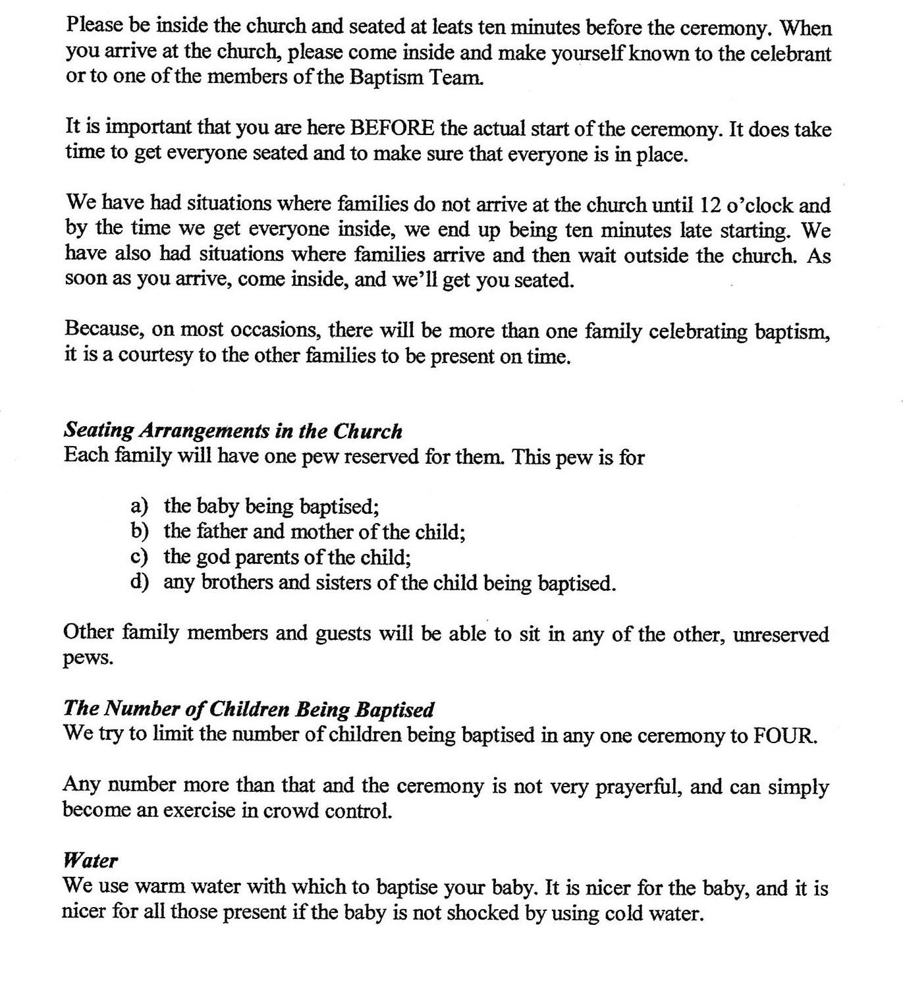 Please be inside the church and seated at leats ten minutes before the ceremony. When
you arrive at the church, please come inside and make yourself known to the celebrant
or to one of the members of the Baptism Team.
It is important that you are here BEFORE the actual start of the ceremony. It does take
time to get everyone seated and to make sure that everyone is in place.
We have had situations where families do not arrive at the church until 12 o’clock and
by the time we get everyone inside, we end up being ten minutes late starting. We
have also had situations where families arrive and then wait outside the church. As
soon as you arrive, come inside, and we’ll get you seated.
Because, on most occasions, there will be more than one family celebrating baptism,
it is a courtesy to the other families to be present on time.
Seating Arrangements in the Church
Each family will have one pew reserved for them. This pew is for
a) the baby being baptised;
b) the father and mother of the child;
c) the god parents of the child;
d) any brothers and sisters of the child being baptised.
Other family members and guests will be able to sit in any of the other, unreserved
pews.
The Number of Children Being Baptised
We try to limit the number of children being baptised in any one ceremony to FOUR.
Any number more than that and the ceremony is not very prayerful, and can simply
become an exercise in crowd control.
Water
We use warm water with which to baptise your baby. It is nicer for the baby, and it is
nicer for all those present if the baby is not shocked by using cold water.